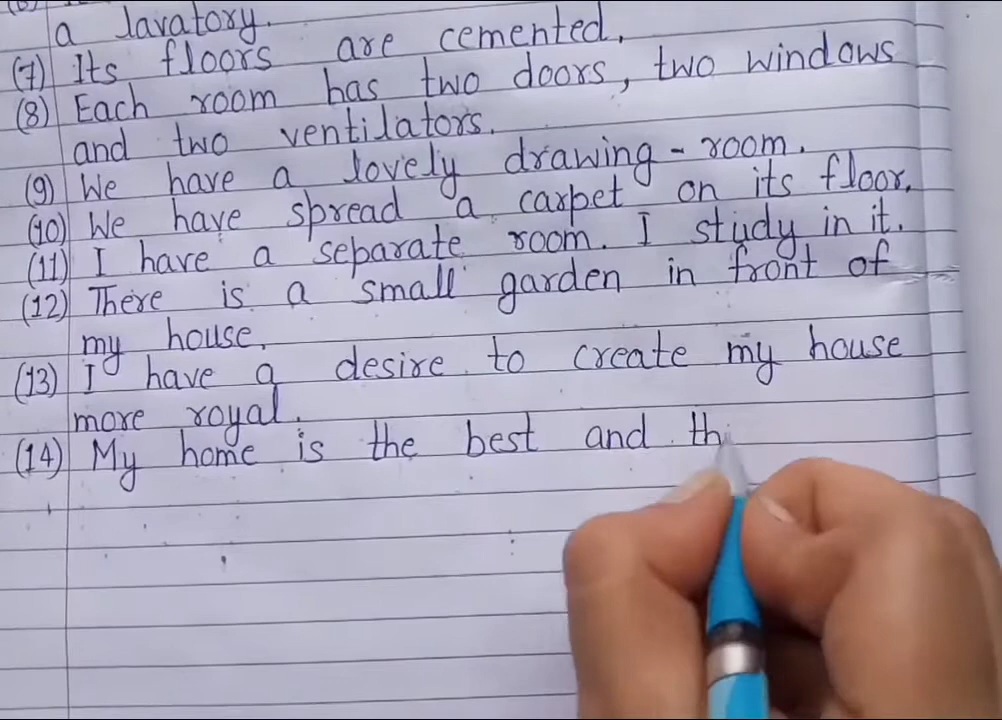 a lavatory.
(7) Its floors are cemented.
(8) Each room has two doors, two windows
and two ventilators.
(9) We have a lovely drawing-room.
(10) We have spread a carpet on its floor.
(11) I have a separate room. I study in it.
(12) There is a small garden in front of
my house.
(13) I have a desire to create my house
more royal.
(14) My home is the best and th